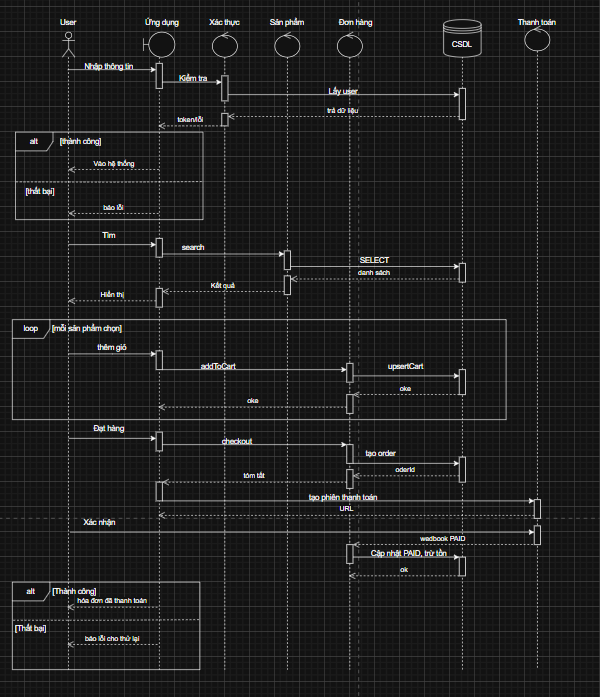 User
Ứng dụng
Xác thực
Sản phẩm
Đơn hàng
CSDL
Thanh toán
Nhập thông tin
Kiểm tra
Lấy user
trả dữ liệu
token/lỗi
alt
[thành công]
Vào hệ thống
[thất bại]
báo lỗi
Tìm
search
SELECT
danh sách
Kết quả
Hiển thị
loop
[mỗi sản phẩm chọn]
thêm giỏ
addToCart
upsertCart
oke
oke
Đạt hàng
checkout
tạo order
oderId
tóm tắt
tạo phiên thanh toán
URL
Xác nhận
wedbook PAID
Cập nhật PAID, trừ tồn
ok
alt
[Thành công]
hóa đơn đã thanh toán
[Thất bại]
báo lỗi cho thử lại